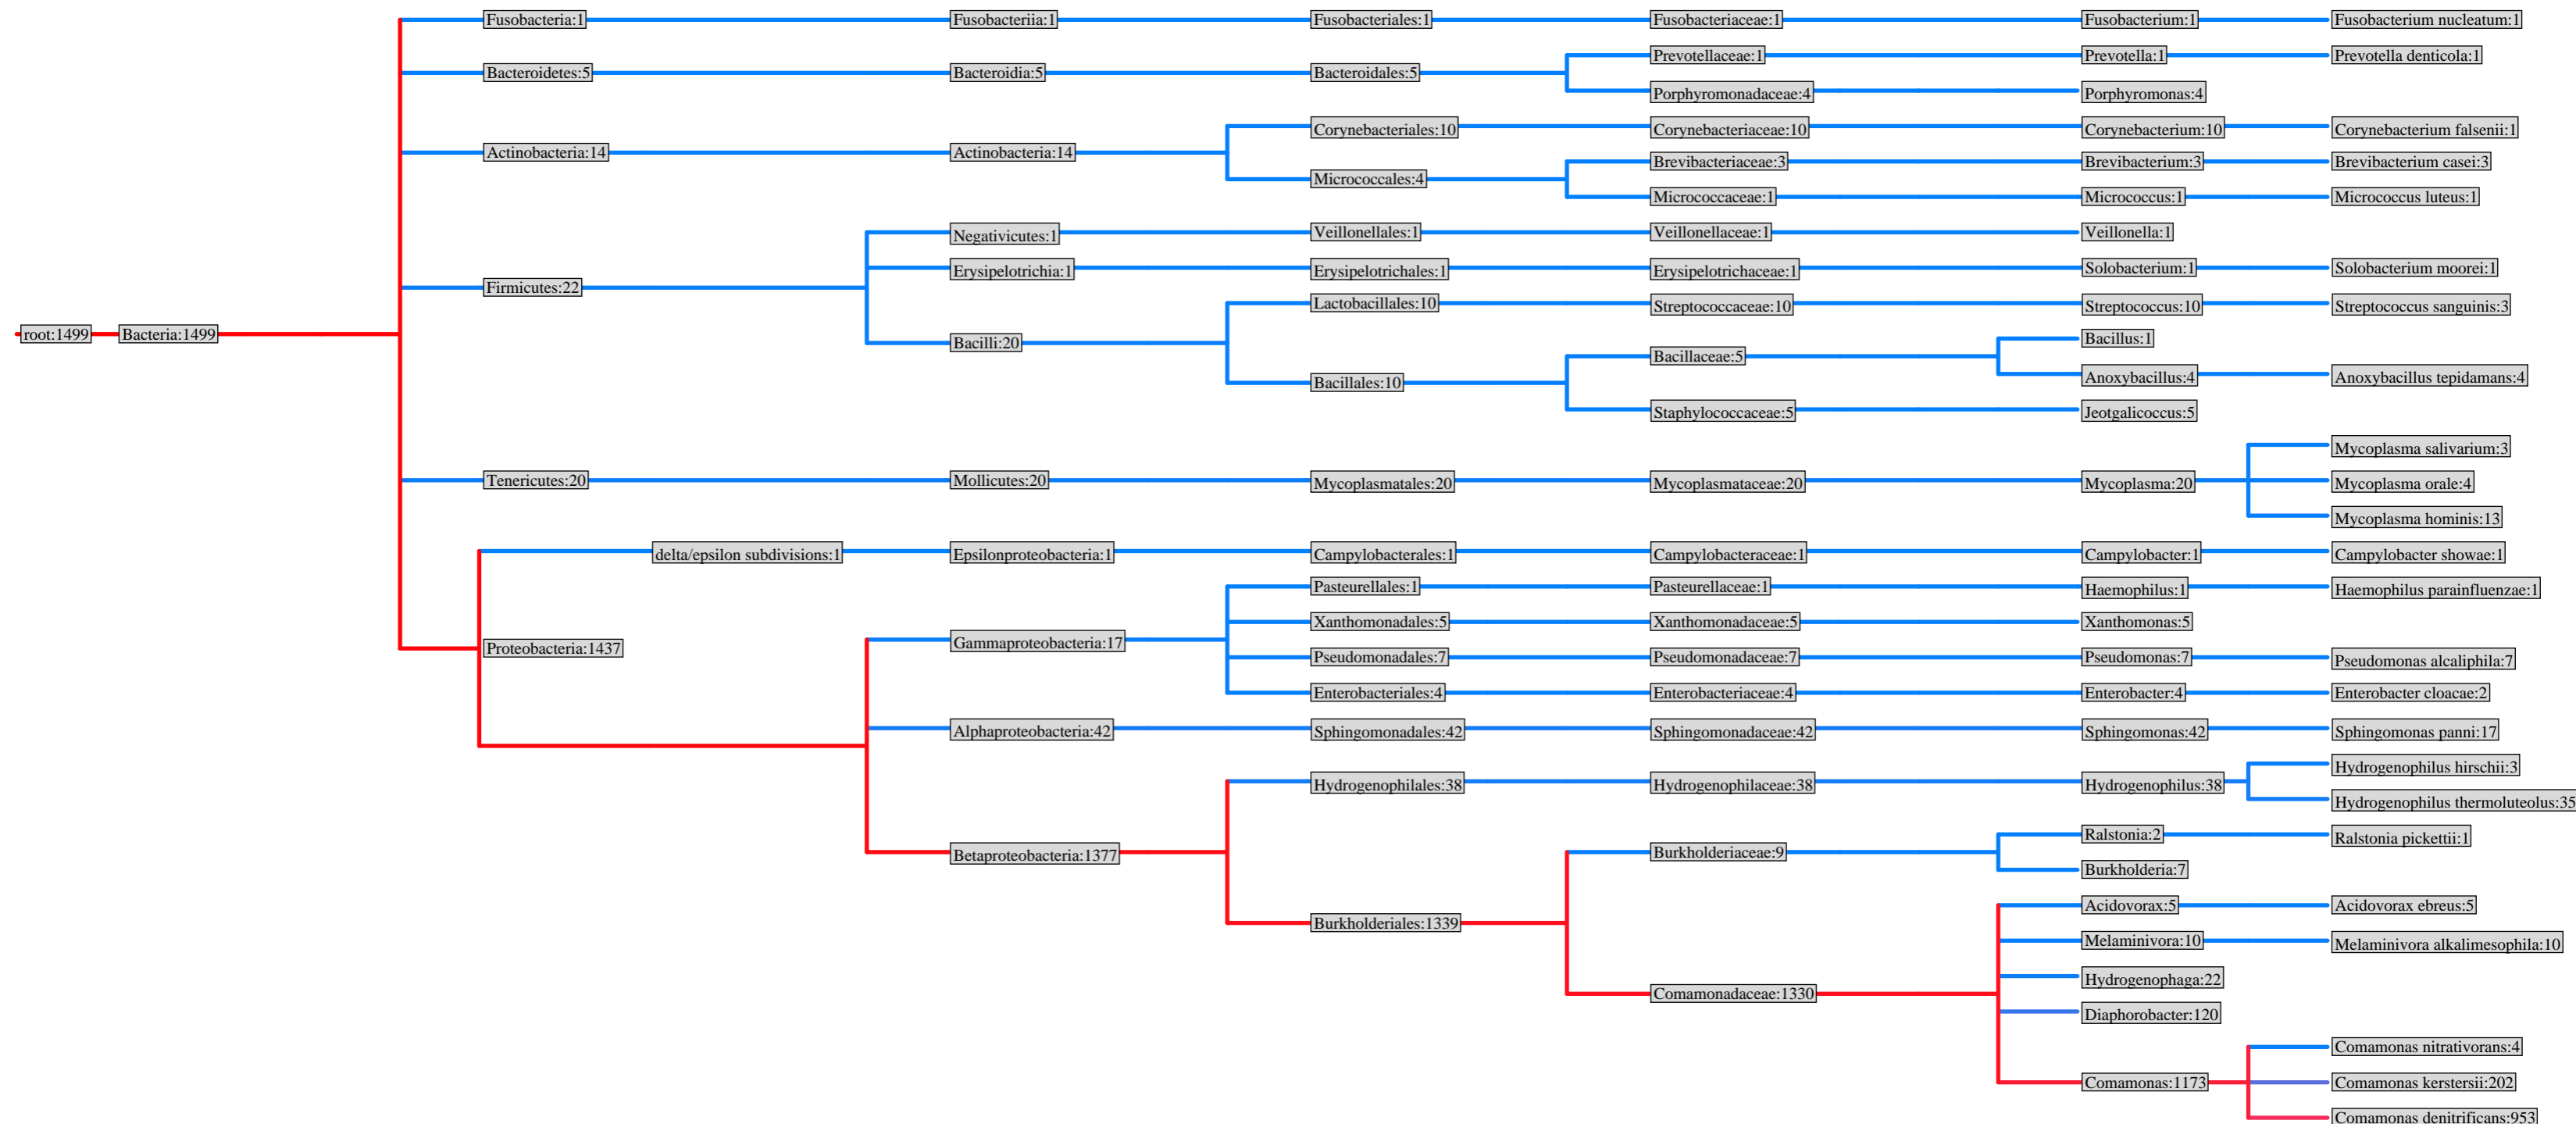 Fusobacteria:1 Fusobacteriia:1 Fusobacteriales:1 Fusobacteriaceae:1 Fusobacterium:1 Fusobacterium nucleatum:1
Prevotellaceae:1 Prevotella:1 Prevotella denticola:1
Bacteroidetes:5 Bacteroidia:5 Bacteroidales:5
Porphyromonadaceae:4 Porphyromonas:4
Corynebacteriales:10 Corynebacteriaceae:10 Corynebacterium:10 Corynebacterium falsenii:1
Actinobacteria:14 Actinobacteria:14
Brevibacteriaceae:3 Brevibacterium:3 Brevibacterium casei:3
Micrococcales:4
Micrococcaceae:1 Micrococcus:1 Micrococcus luteus:1
Negativicutes:1 Veillonellales:1 Veillonellaceae:1 Veillonella:1
Erysipelotrichia:1 Erysipelotrichales:1 Erysipelotrichaceae:1 Solobacterium:1 Solobacterium moorei:1
Firmicutes:22
Lactobacillales:10 Streptococcaceae:10 Streptococcus:10 Streptococcus sanguinis:3
root:1499 Bacteria:1499
Bacilli:20 Bacillus:1
Bacillaceae:5
Bacillales:10 Anoxybacillus:4 Anoxybacillus tepidamans:4
Staphylococcaceae:5 Jeotgalicoccus:5
Mycoplasma salivarium:3
Tenericutes:20 Mollicutes:20 Mycoplasmatales:20 Mycoplasmataceae:20 Mycoplasma:20 Mycoplasma orale:4
Mycoplasma hominis:13
delta/epsilon subdivisions:1 Epsilonproteobacteria:1 Campylobacterales:1 Campylobacteraceae:1 Campylobacter:1 Campylobacter showae:1
Pasteurellales:1 Pasteurellaceae:1 Haemophilus:1 Haemophilus parainfluenzae:1
Xanthomonadales:5 Xanthomonadaceae:5 Xanthomonas:5
Proteobacteria:1437 Gammaproteobacteria:17
Pseudomonadales:7 Pseudomonadaceae:7 Pseudomonas:7 Pseudomonas alcaliphila:7
Enterobacteriales:4 Enterobacteriaceae:4 Enterobacter:4 Enterobacter cloacae:2
Alphaproteobacteria:42 Sphingomonadales:42 Sphingomonadaceae:42 Sphingomonas:42 Sphingomonas panni:17
Hydrogenophilus hirschii:3
Hydrogenophilales:38 Hydrogenophilaceae:38 Hydrogenophilus:38
Hydrogenophilus thermoluteolus:35
Ralstonia:2 Ralstonia pickettii:1
Betaproteobacteria:1377 Burkholderiaceae:9
Burkholderia:7
Acidovorax:5 Acidovorax ebreus:5
Burkholderiales:1339
Melaminivora:10 Melaminivora alkalimesophila:10
Hydrogenophaga:22
Comamonadaceae:1330
Diaphorobacter:120
Comamonas nitrativorans:4
Comamonas:1173 Comamonas kerstersii:202
Comamonas denitrificans:953